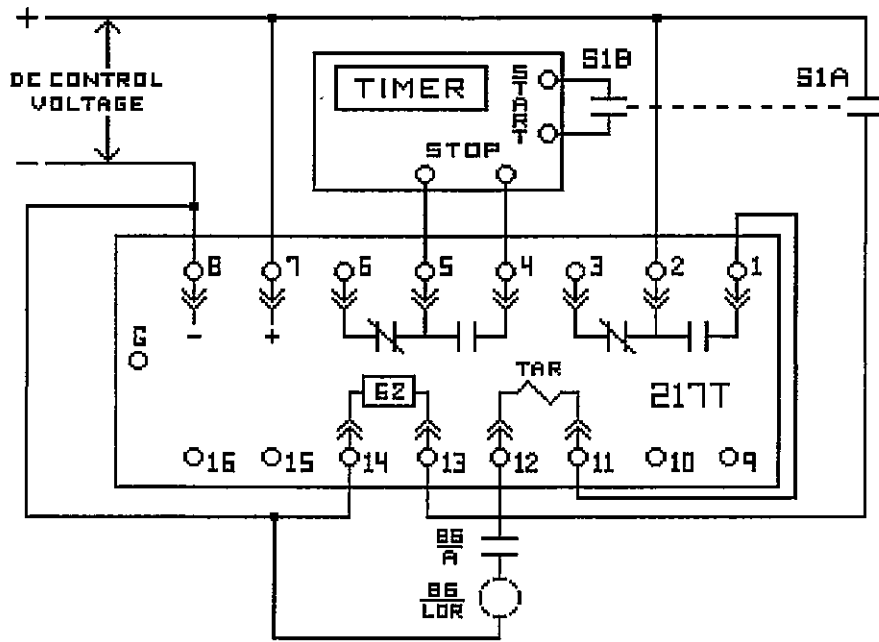 +
DC CONTROL
VOLTAGE
-
TIMER
START
STOP
S1B
S1A
8
7
6
5
4
3
2
1
-
+
G
62
TAR
217T
16
15
14
13
12
11
10
9
86
A
86
LOR